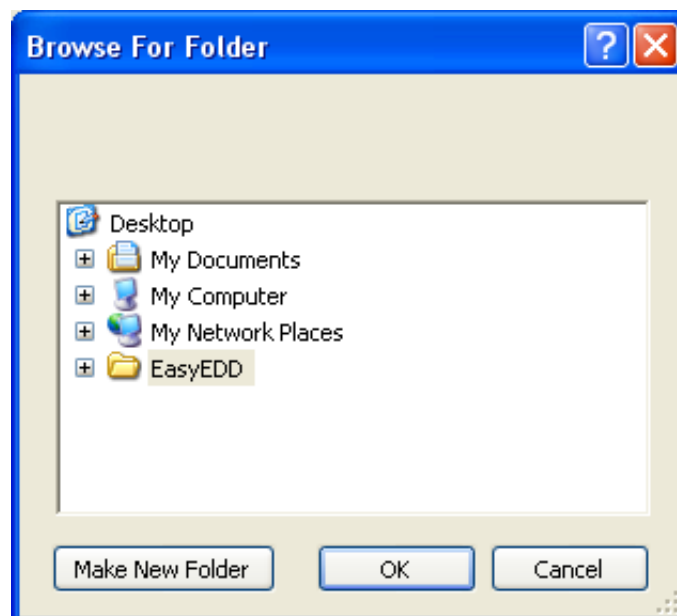 Browse For Folder
Desktop
My Documents
My Computer
My Network Places
EasyEDD
Make New Folder OK Cancel